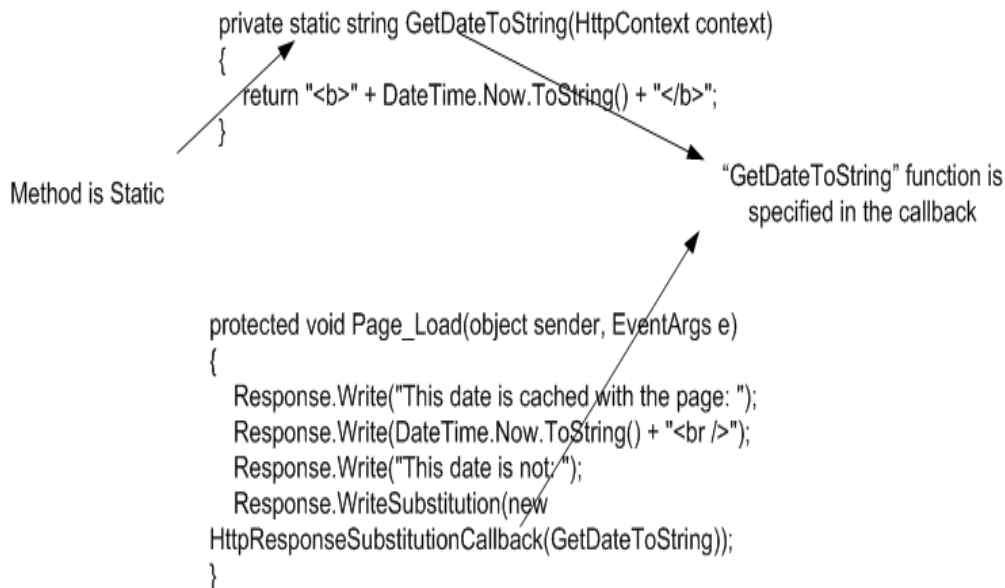 private static string GetDateToString(HttpContext context)
{
return "<b>" + DateTime.Now.ToString() + "</b>";
}
Method is Static
“GetDateToString” function is
specified in the callback
protected void Page_Load(object sender, EventArgs e)
{
Response.Write("This date is cached with the page: ");
Response.Write(DateTime.Now.ToString() + "<br />");
Response.Write("This date is not: ");
Response.WriteSubstitution(new
HttpResponseSubstitutionCallback(GetDateToString));
}